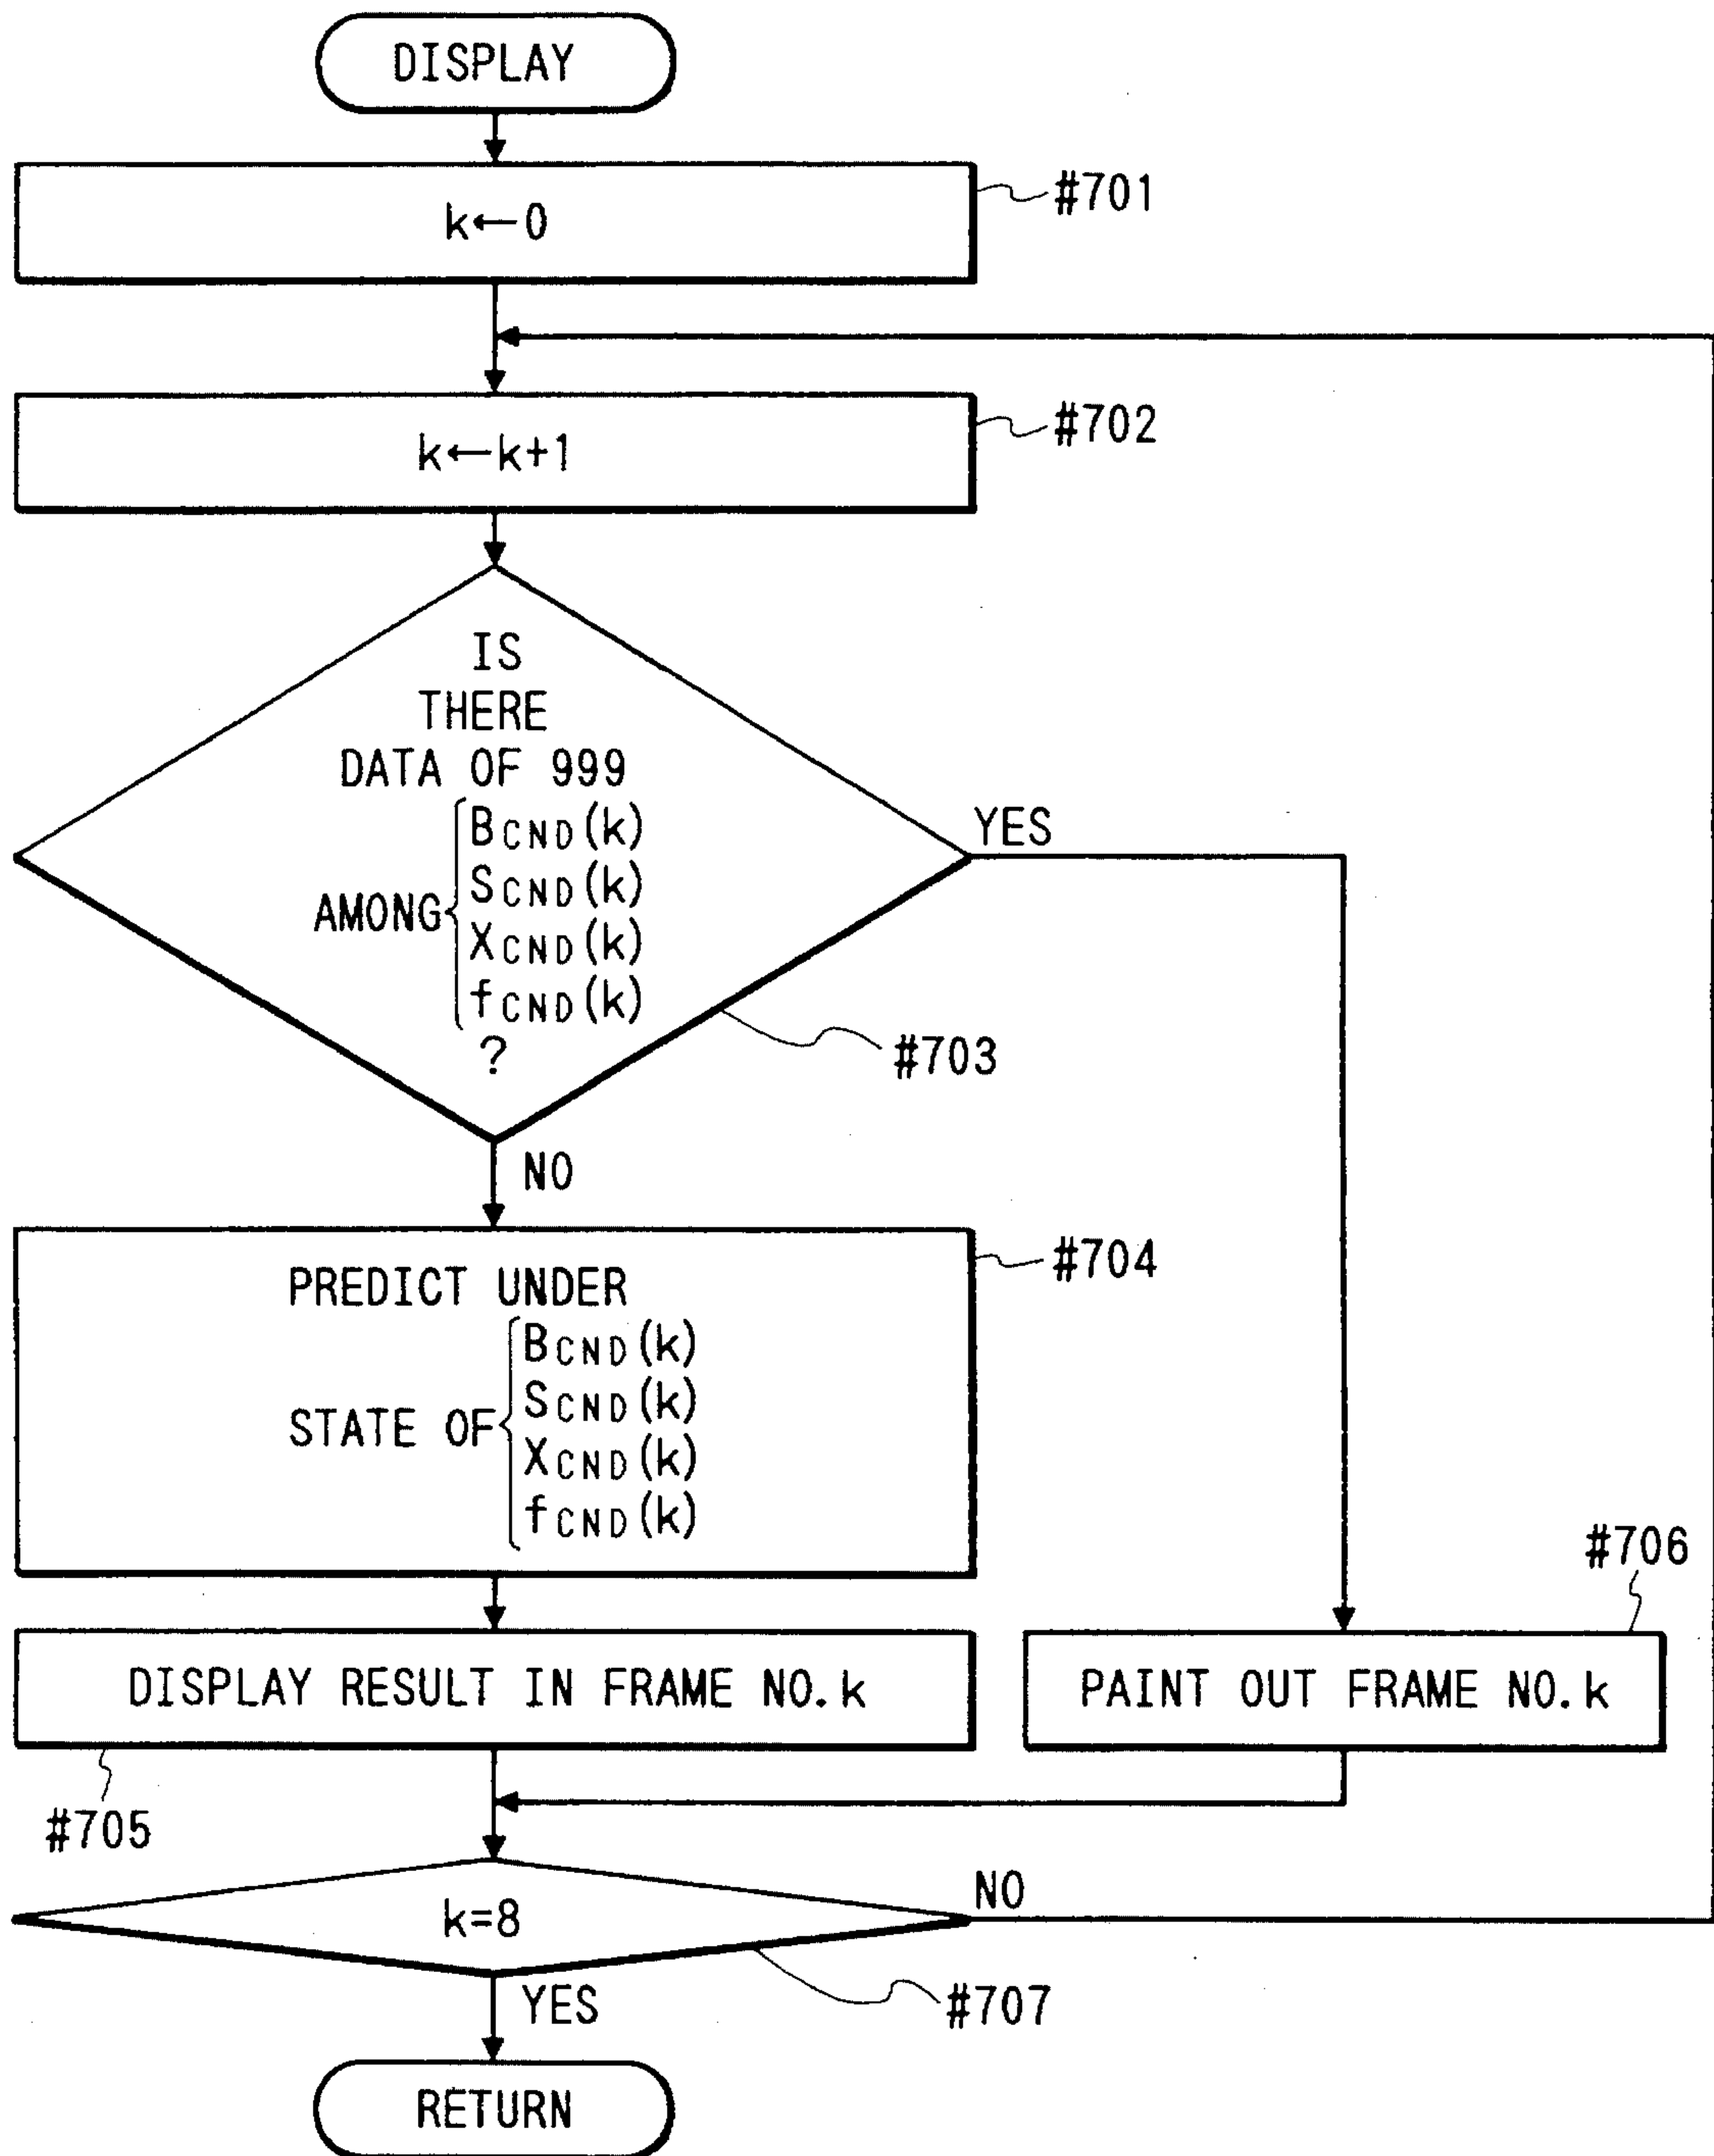 DISPLAY
k←0
#701
k←k+1
#702
IS
THERE
DATA OF 999
AMONG
BCND(k)
SCND(k)
XCND(k)
fCND(k)
?
YES
#703
NO
PREDICT UNDER
STATE OF
BCND(k)
SCND(k)
XCND(k)
fCND(k)
#704
#706
DISPLAY RESULT IN FRAME NO.k
PAINT OUT FRAME NO.k
#705
k=8
NO
YES
#707
RETURN